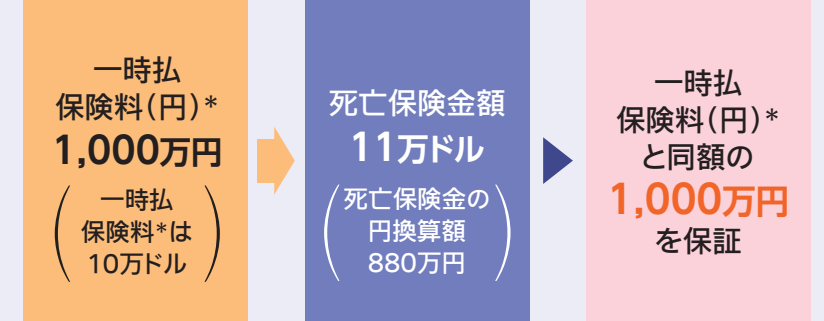 一時払
保険料(円)*
1,000万円
一時払
保険料*は
10万ドル
死亡保険金額
11万ドル
死亡保険金の
円換算額
880万円
一時払
保険料(円)*
と同額の
1,000万円
を保証